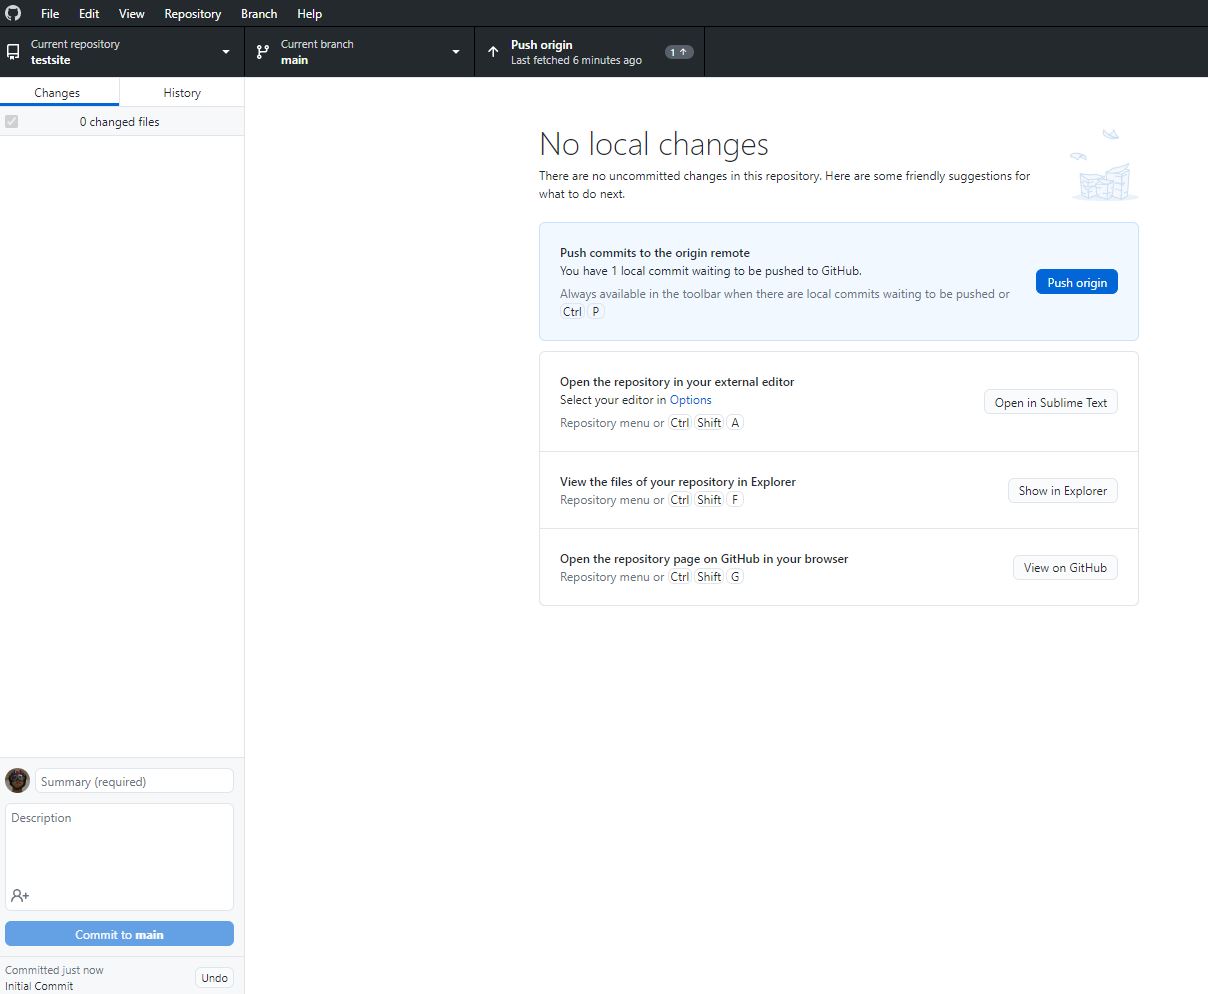 File Edit View Repository Branch Help
Current repository
testsite
Current branch
main
Push origin
Last fetched 6 minutes ago
1
Changes History
0 changed files
No local changes
There are no uncommitted changes in this repository. Here are some friendly suggestions for
what to do next.
Push commits to the origin remote
You have 1 local commit waiting to be pushed to GitHub.
Always available in the toolbar when there are local commits waiting to be pushed or
Ctrl P
Push origin
Open the repository in your external editor
Select your editor in Options
Repository menu or Ctrl Shift A
Open in Sublime Text
View the files of your repository in Explorer
Repository menu or Ctrl Shift F
Show in Explorer
Open the repository page on GitHub in your browser
Repository menu or Ctrl Shift G
View on GitHub
Summary (required)
Description
Commit to main
Committed just now
Initial Commit
Undo